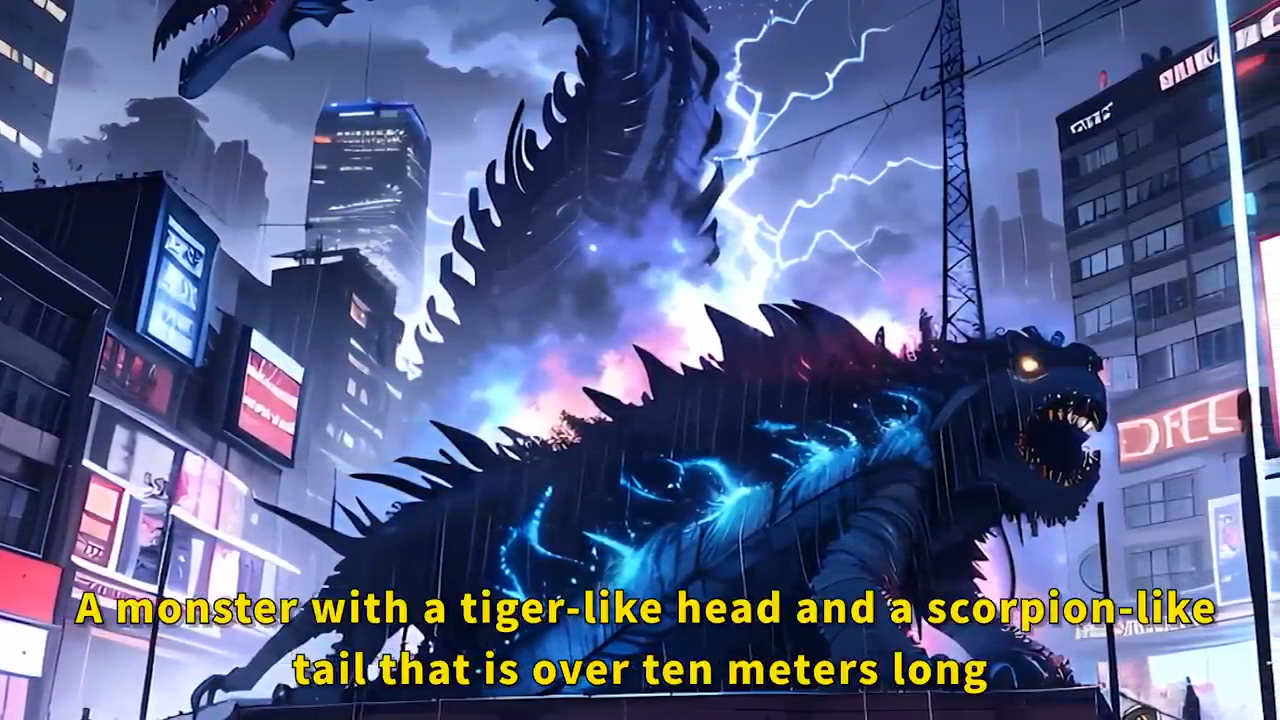 A monster with a tiger-like head and a scorpion-like
tail that is over ten meters long